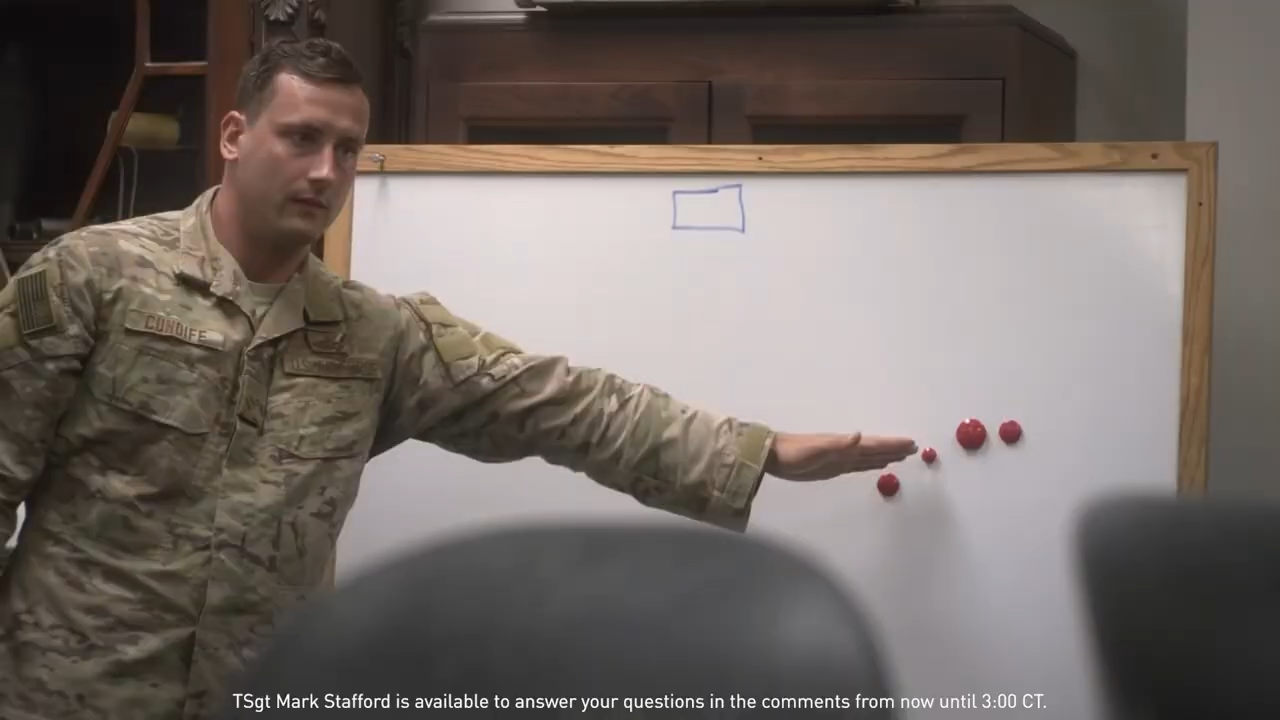 CUNDIFF
TSgt Mark Stafford is available to answer your questions in the comments from now until 3:00 CT.